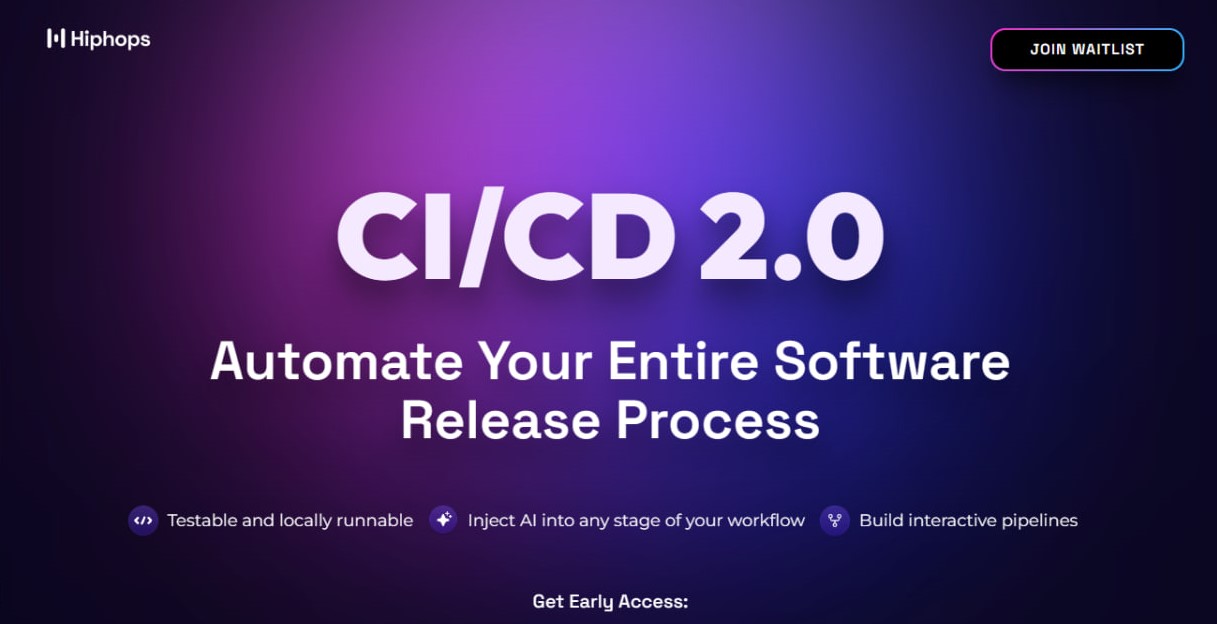 Hiphops
JOIN WAITLIST
CI/CD 2.0
Automate Your Entire Software
Release Process
Testable and locally runnable
Inject AI into any stage of your workflow
Build interactive pipelines
Get Early Access: